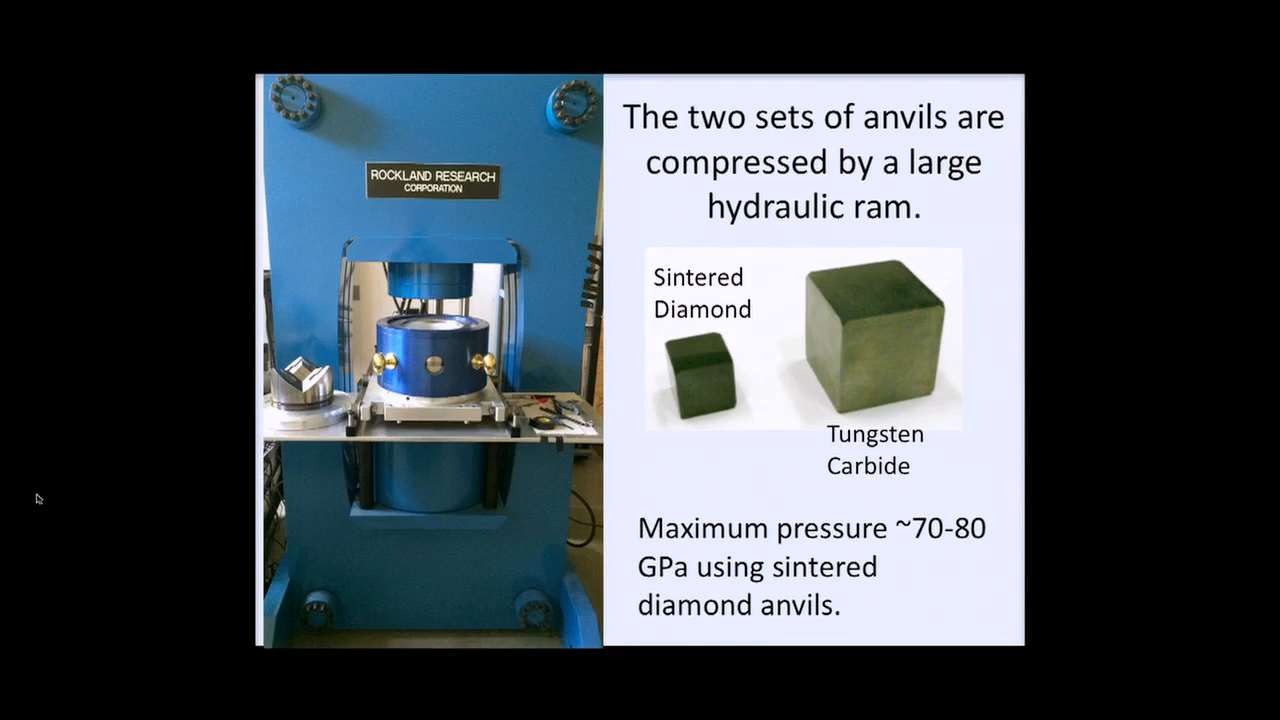 ROCKLAND RESEARCH
CORPORATION
The two sets of anvils are
compressed by a large
hydraulic ram.
Sintered
Diamond
Tungsten
Carbide
Maximum pressure ~70-80
GPa using sintered
diamond anvils.